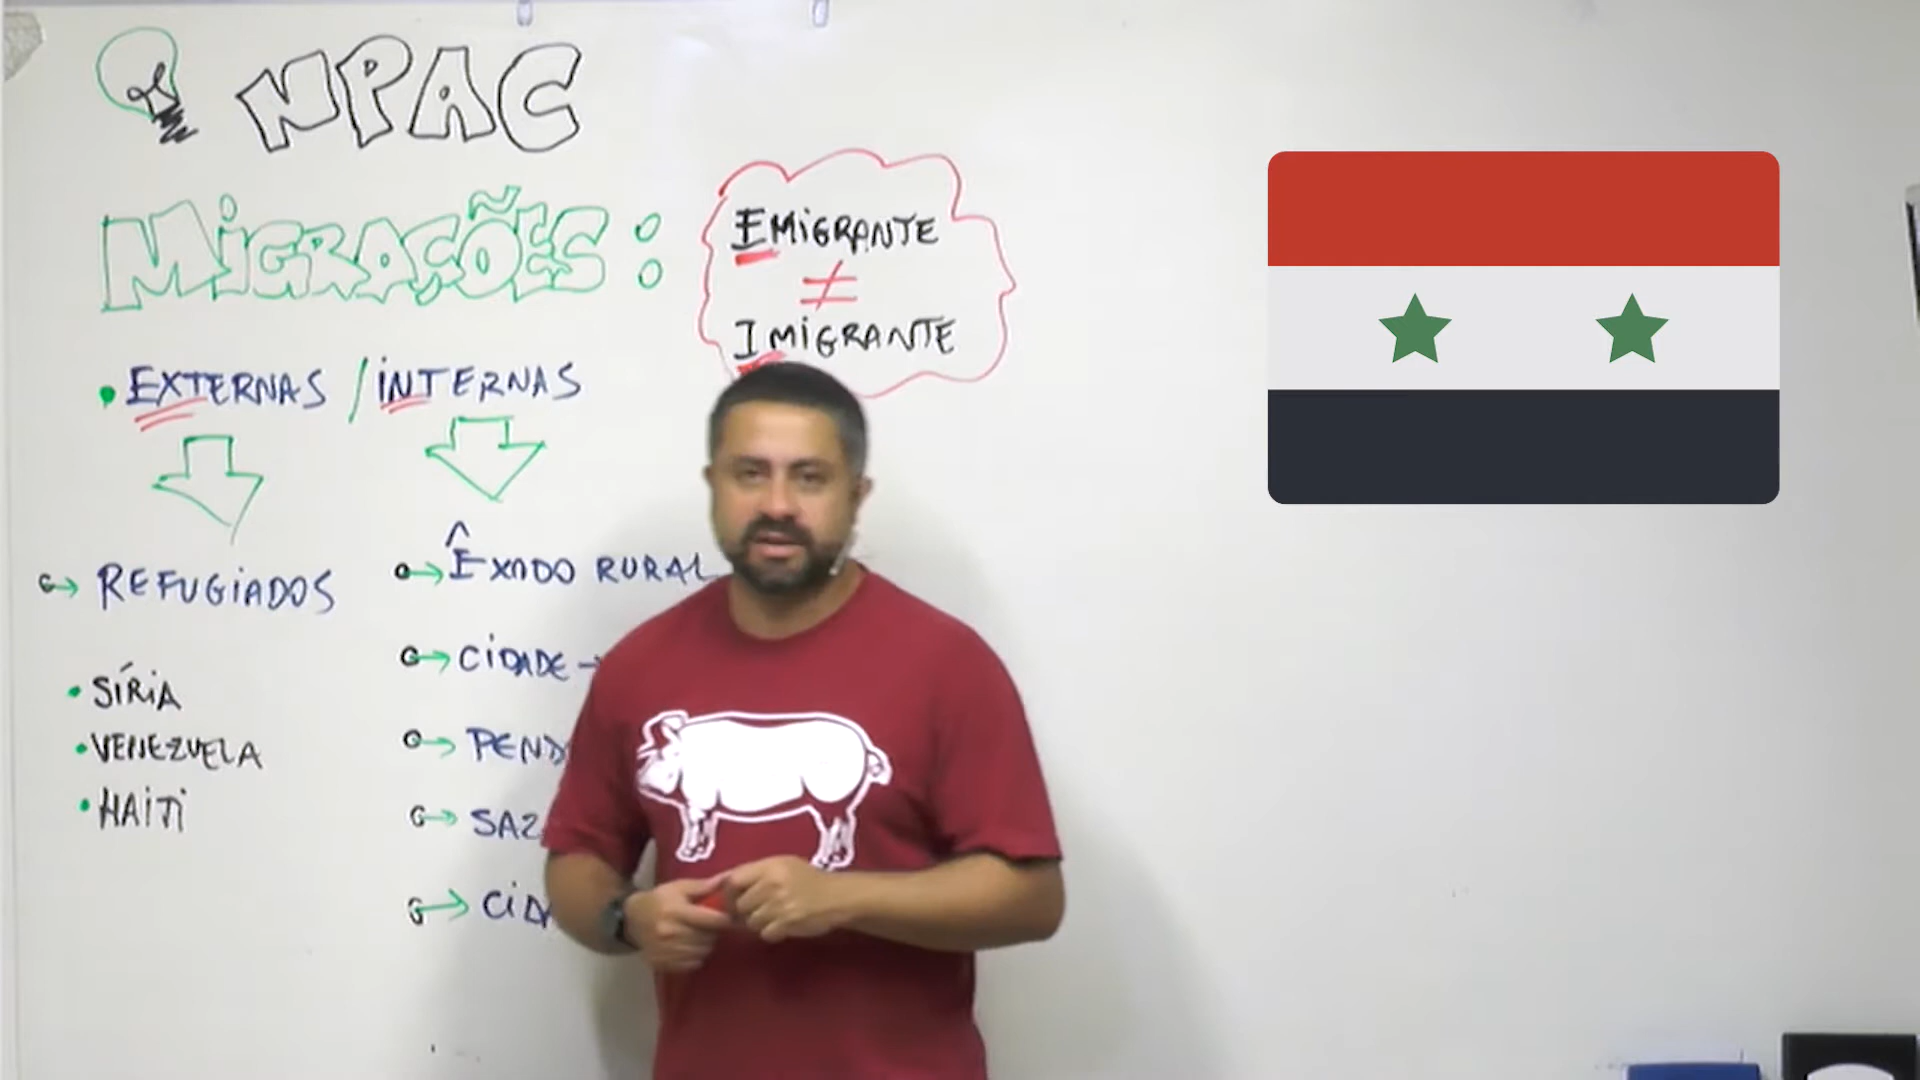 NPAC
MIGRAÇÕES:
EMIGRANTE
≠
IMIGRANTE
• EXTERNAS / INTERNAS
REFUGIADOS
• SÍRIA
• VENEZUELA
• HAITI
ÊXODO RURAL
CIDADE